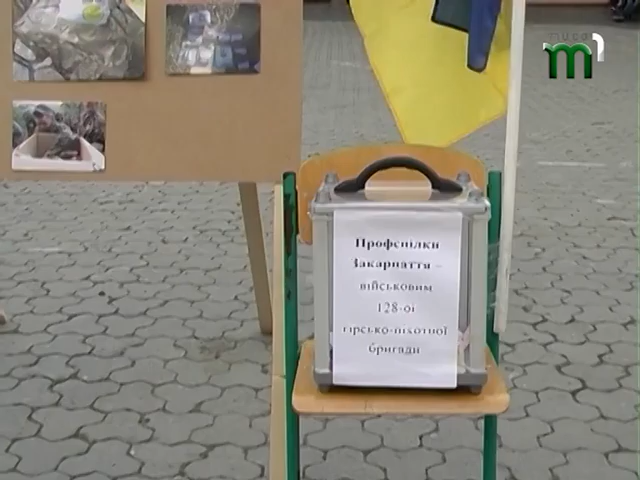 Профспілки
Закарпаття –
військовим
128-ої
гірсько-піхотної
бригади